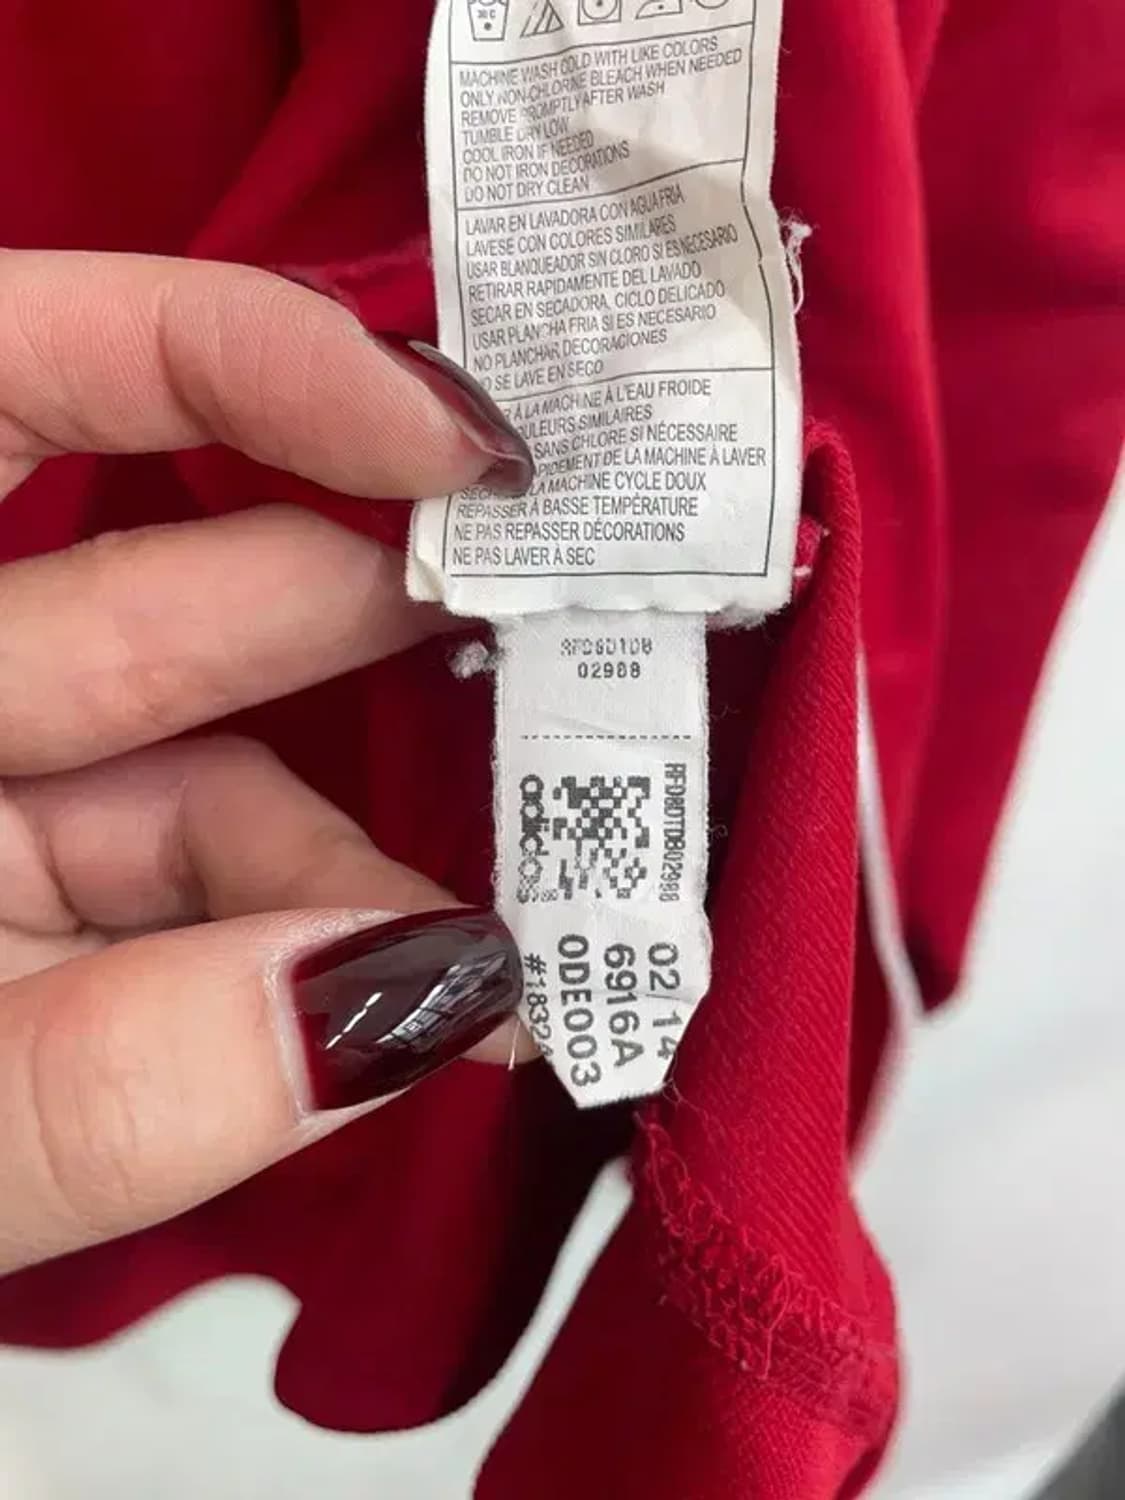 30 C
MACHINE WASH COLD WITH LIKE COLORS
ONLY NON-CHLORINE BLEACH WHEN NEEDED
REMOVE PROMPTLY AFTER WASH
TUMBLE DRY LOW
COOL IRON IF NEEDED
DO NOT IRON DECORATIONS
DO NOT DRY CLEAN
LAVAR EN LAVADORA CON AGUA FRIA
LAVESE CON COLORES SIMILARES
USAR BLANQUEADOR SIN CLORO SI ES NECESARIO
RETIRAR RAPIDAMENTE DEL LAVADO
SECAR EN SECADORA, CICLO DELICADO
USAR PLANCHA FRIA SI ES NECESARIO
NO PLANCHAR DECORACIONES
NO SE LAVE EN SECO
À LA MACHINE À L'EAU FROIDE
SIMILAIRES
SANS CHLORE SI NÉCESSAIRE
DE LA MACHINE À LAVER
LA MACHINE CYCLE DOUX
REPASSER À BASSE TEMPÉRATURE
NE PAS REPASSER DÉCORATIONS
NE PAS LAVER À SEC
02988
adidas
02 14
6916A
0DE003